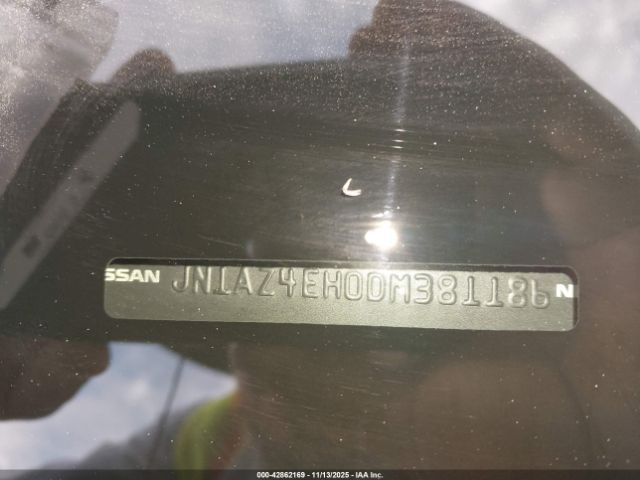 SSAN JN1AZ4EH0DM381186 N
000-42862169 - 11/13/2025 - IAA Inc.